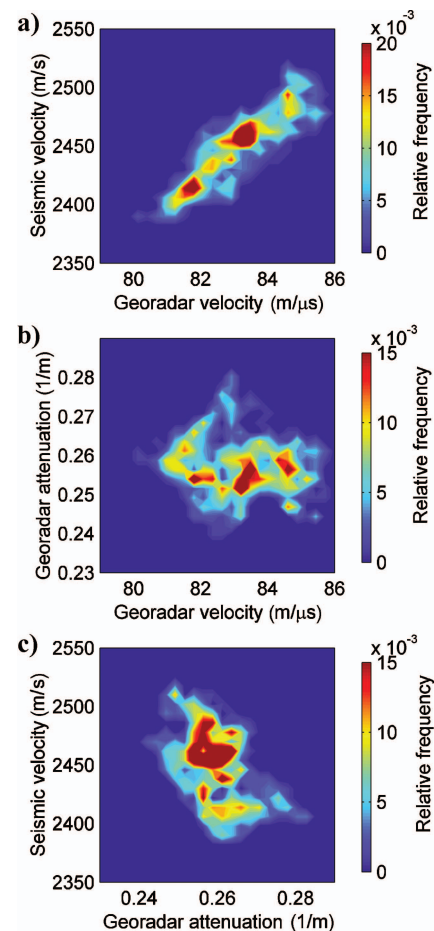 a)
x 10⁻³
2550
2500
2450
2400
2350
Seismic velocity (m/s)
80 82 84 86
Georadar velocity (m/μs)
20
15
10
5
0
Relative frequency
b)
x 10⁻³
0.28
0.27
0.26
0.25
0.24
0.23
Georadar attenuation (1/m)
80 82 84 86
Georadar velocity (m/μs)
15
10
5
0
Relative frequency
c)
x 10⁻³
2550
2500
2450
2400
2350
Seismic velocity (m/s)
0.24 0.26 0.28
Georadar attenuation (1/m)
15
10
5
0
Relative frequency